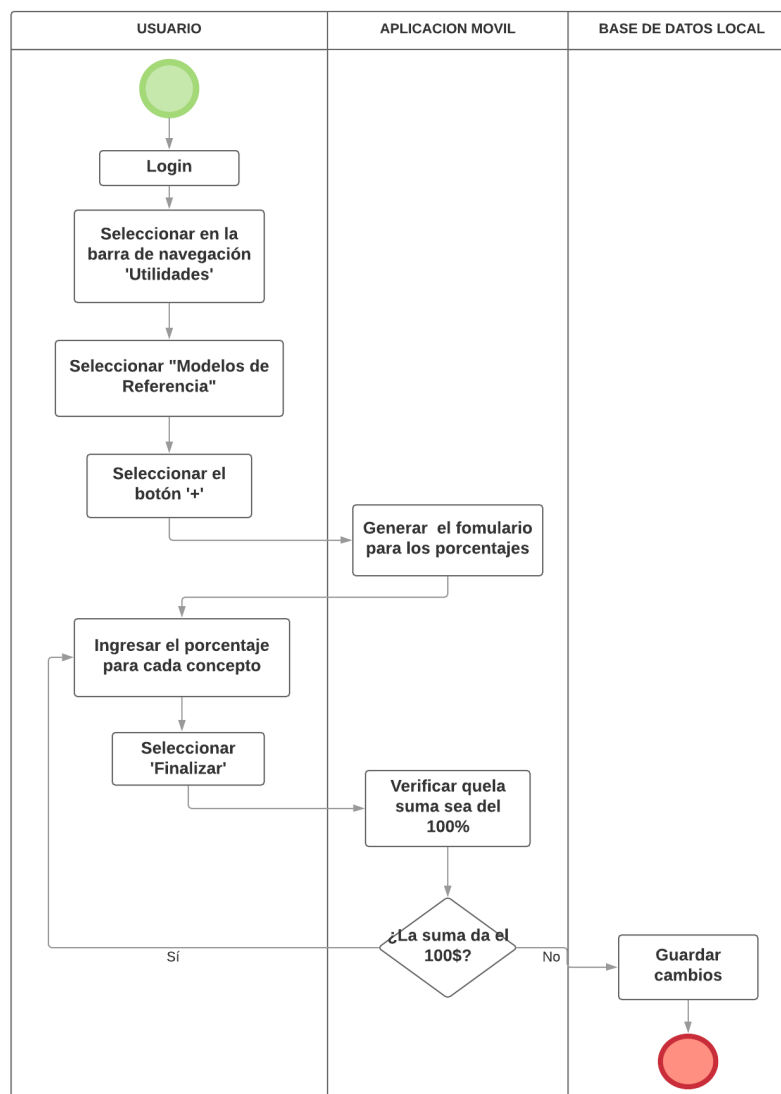 USUARIO
APLICACION MOVIL
BASE DE DATOS LOCAL
Login
Seleccionar en la
barra de navegación
'Utilidades'
Seleccionar "Modelos de
Referencia"
Seleccionar el
botón '+'
Generar  el fomulario
para los porcentajes
Ingresar el porcentaje
para cada concepto
Seleccionar
'Finalizar'
Verificar quela
suma sea del
100%
¿La suma da el
100$?
Sí
No
Guardar
cambios